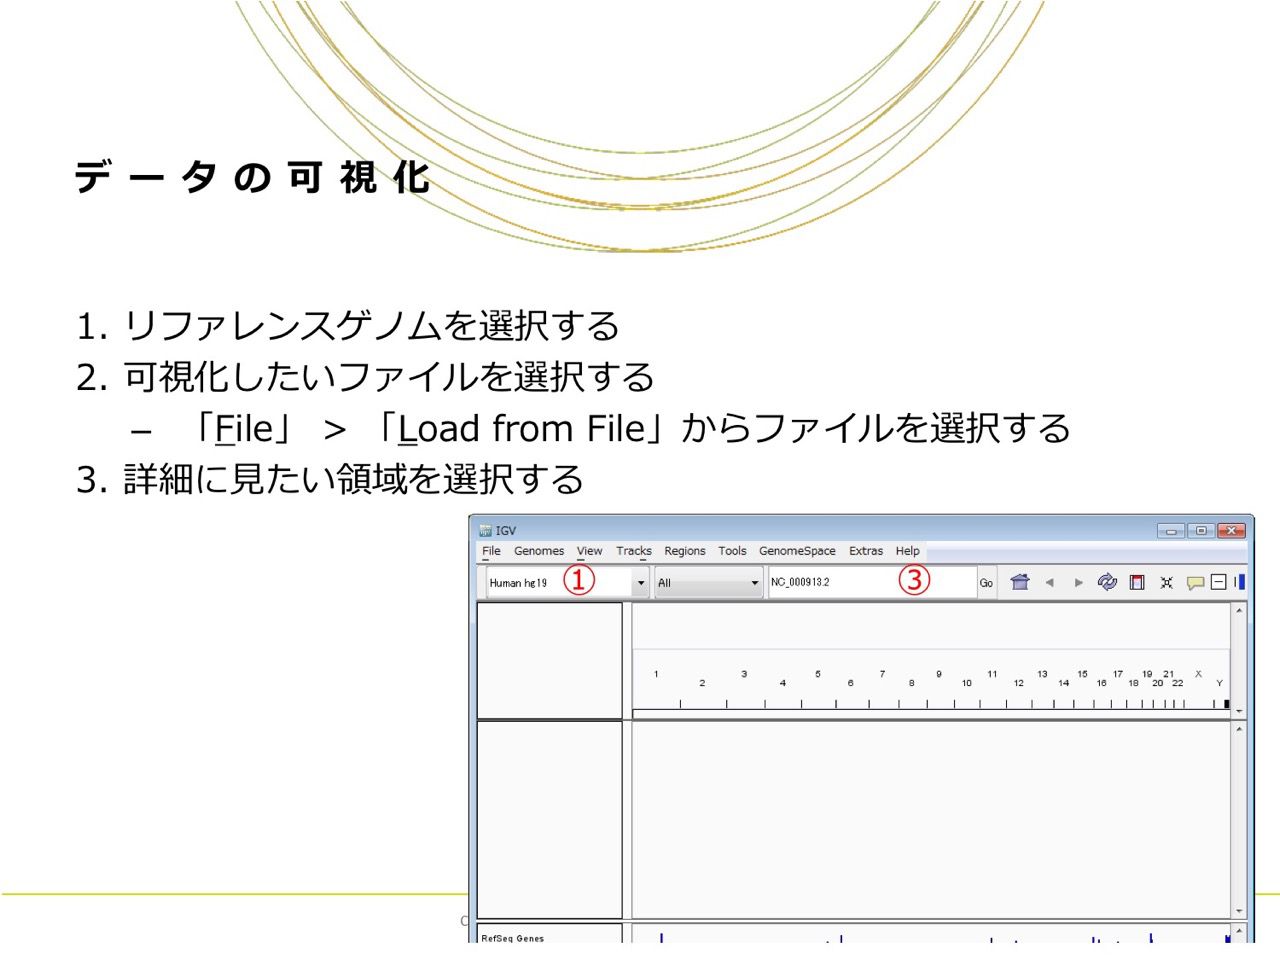 データの可視化
1. リファレンスゲノムを選択する
2. 可視化したいファイルを選択する
– 「File」 > 「Load from File」からファイルを選択する
3. 詳細に見たい領域を選択する
IGV
File Genomes View Tracks Regions Tools GenomeSpace Extras Help
Human hg19 ① All NC_000913.2 ③ Go
1 2 3 4 5 6 7 8 9 10 11 12 13 14 15 16 17 18 19 20 21 22 X Y
C
RefSeq Genes